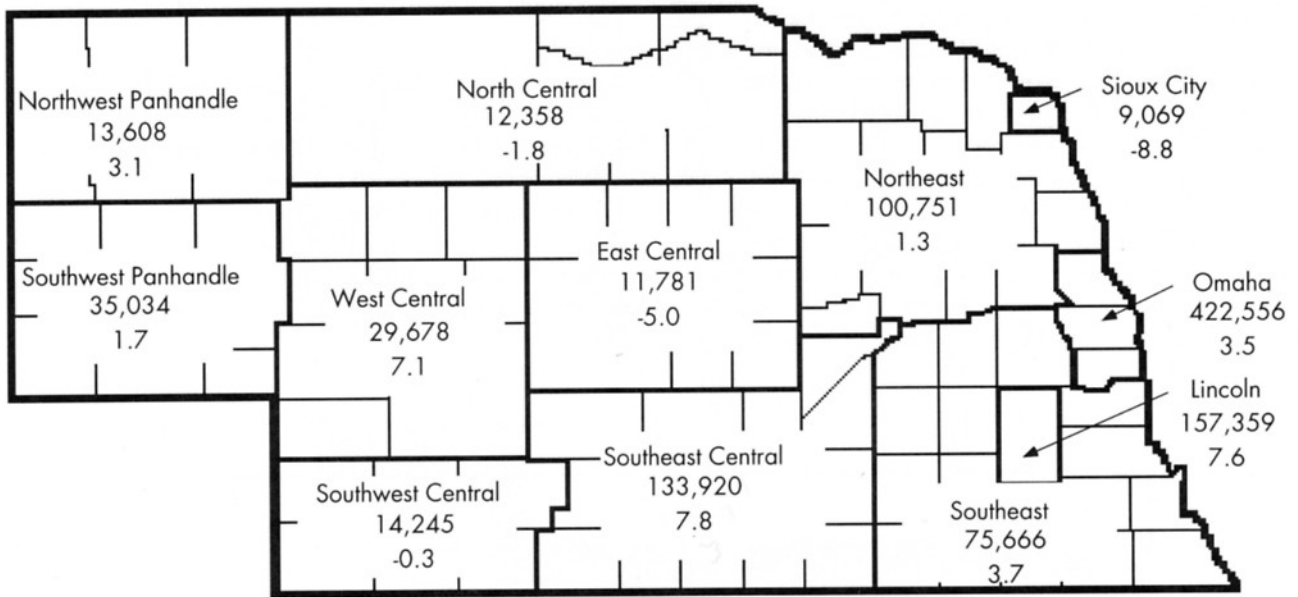 Northwest Panhandle
13,608
3.1
North Central
12,358
-1.8
Sioux City
9,069
-8.8
Northeast
100,751
1.3
Southwest Panhandle
35,034
1.7
West Central
29,678
7.1
East Central
11,781
-5.0
Omaha
422,556
3.5
Lincoln
157,359
7.6
Southwest Central
14,245
-0.3
Southeast Central
133,920
7.8
Southeast
75,666
3.7